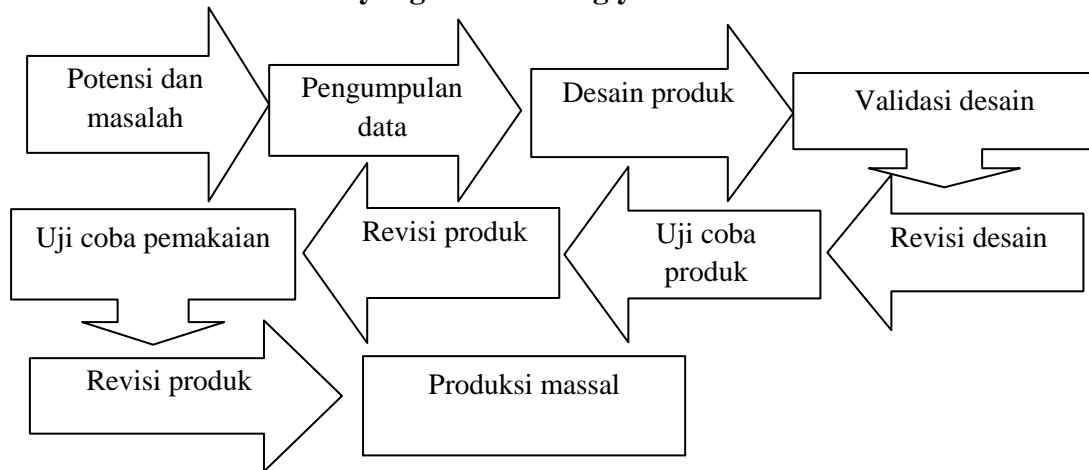 Potensi dan
masalah
Pengumpulan
data
Desain produk
Validasi desain
Revisi desain
Uji coba
produk
Revisi produk
Uji coba pemakaian
Revisi produk
Produksi massal